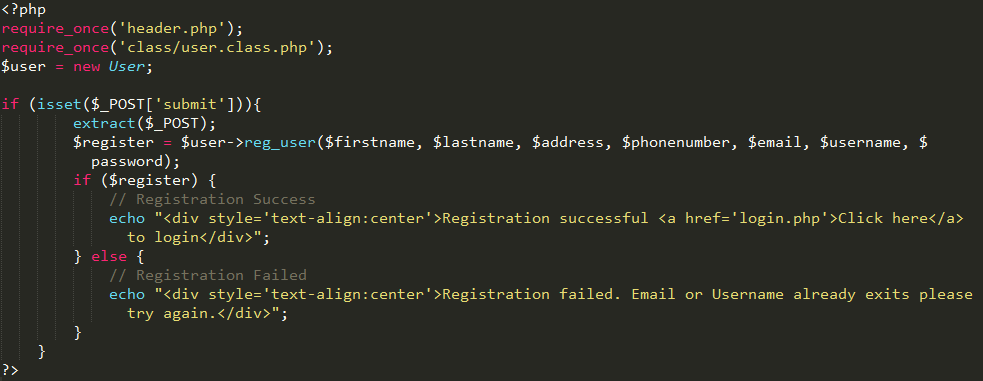 <?php
require_once('header.php');
require_once('class/user.class.php');
$user = new User;
if (isset($_POST['submit'])){
extract($_POST);
$register = $user->reg_user($firstname, $lastname, $address, $phonenumber, $email, $username, $
password);
if ($register) {
// Registration Success
echo "<div style='text-align:center'>Registration successful <a href='login.php'>Click here</a>
to login</div>";
} else {
// Registration Failed
echo "<div style='text-align:center'>Registration failed. Email or Username already exits please
try again.</div>";
}
}
?>